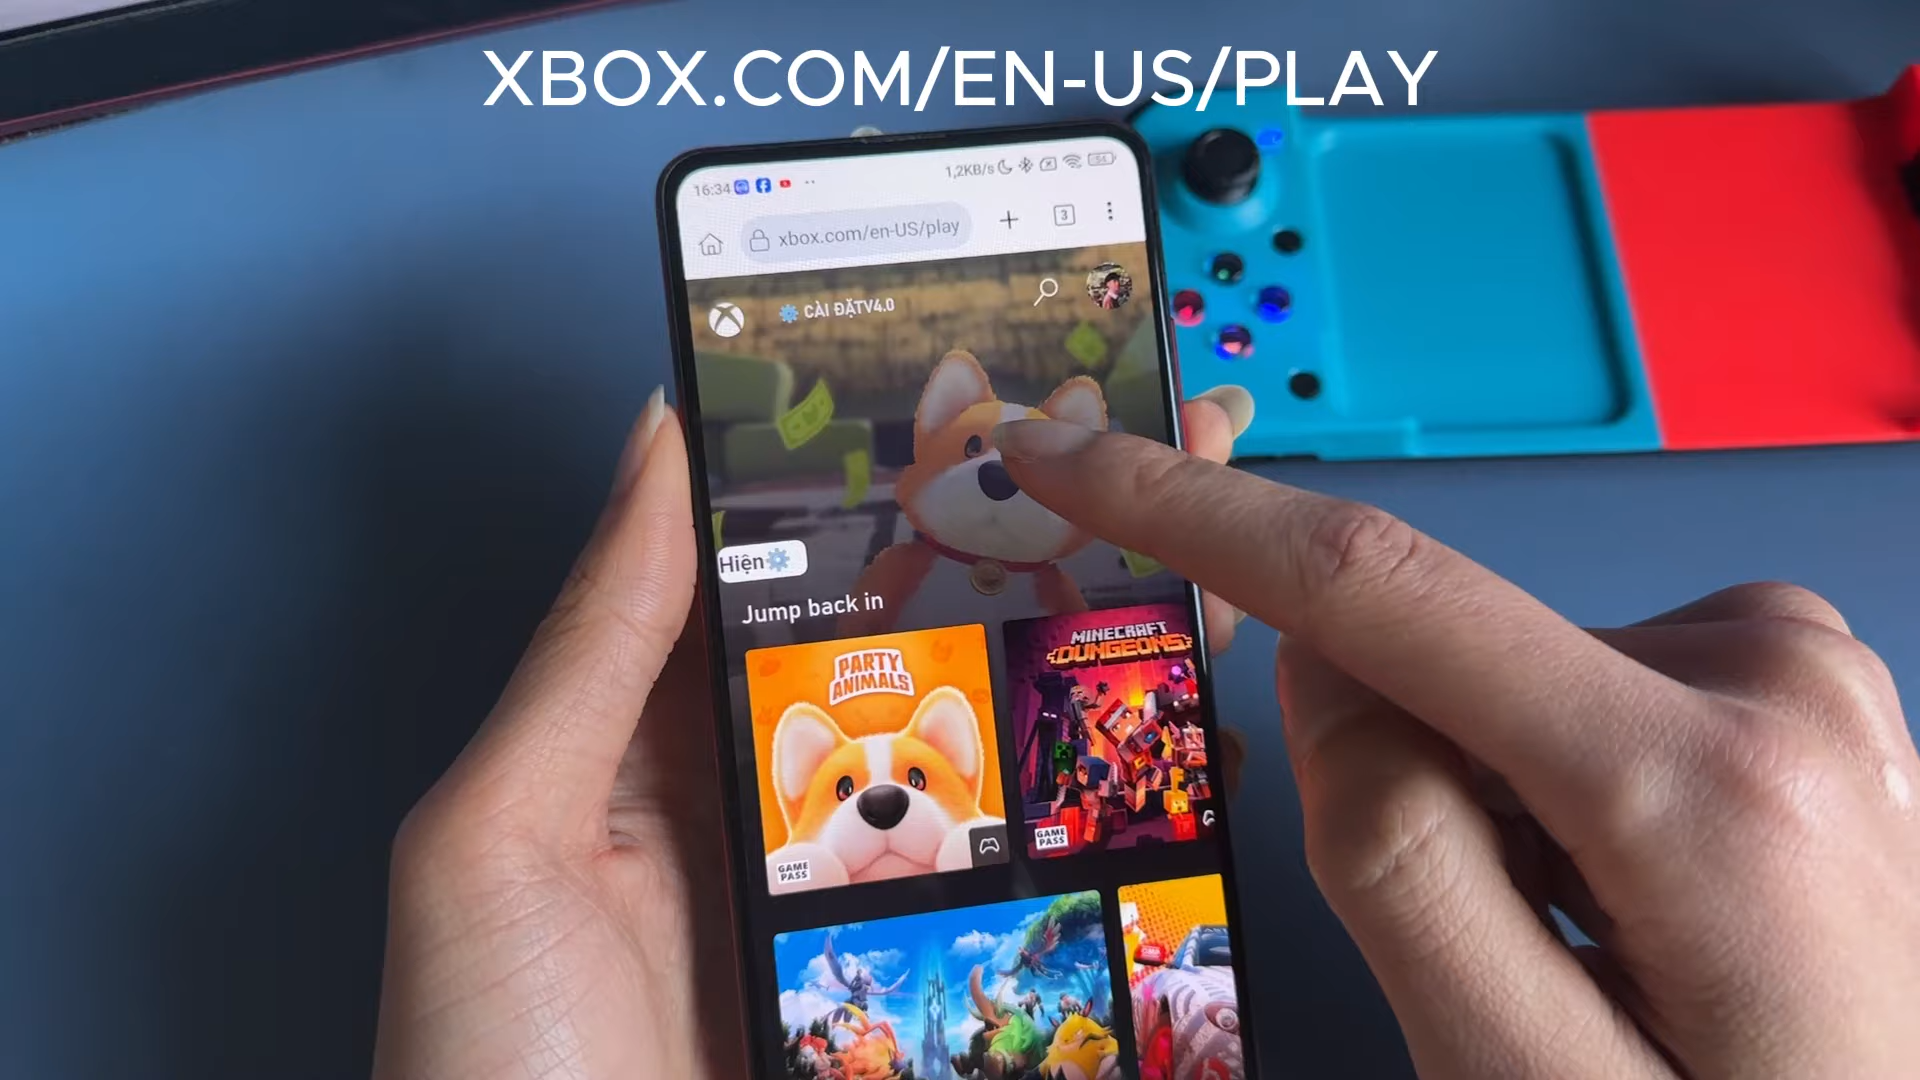 XBOX.COM/EN-US/PLAY
16:34
1,2KB/s
54
xbox.com/en-US/play
3
CÀI ĐẶTV4.0
Hiện
Jump back in
PARTY
ANIMALS
GAME
PASS
MINECRAFT
DUNGEONS
GAME
PASS